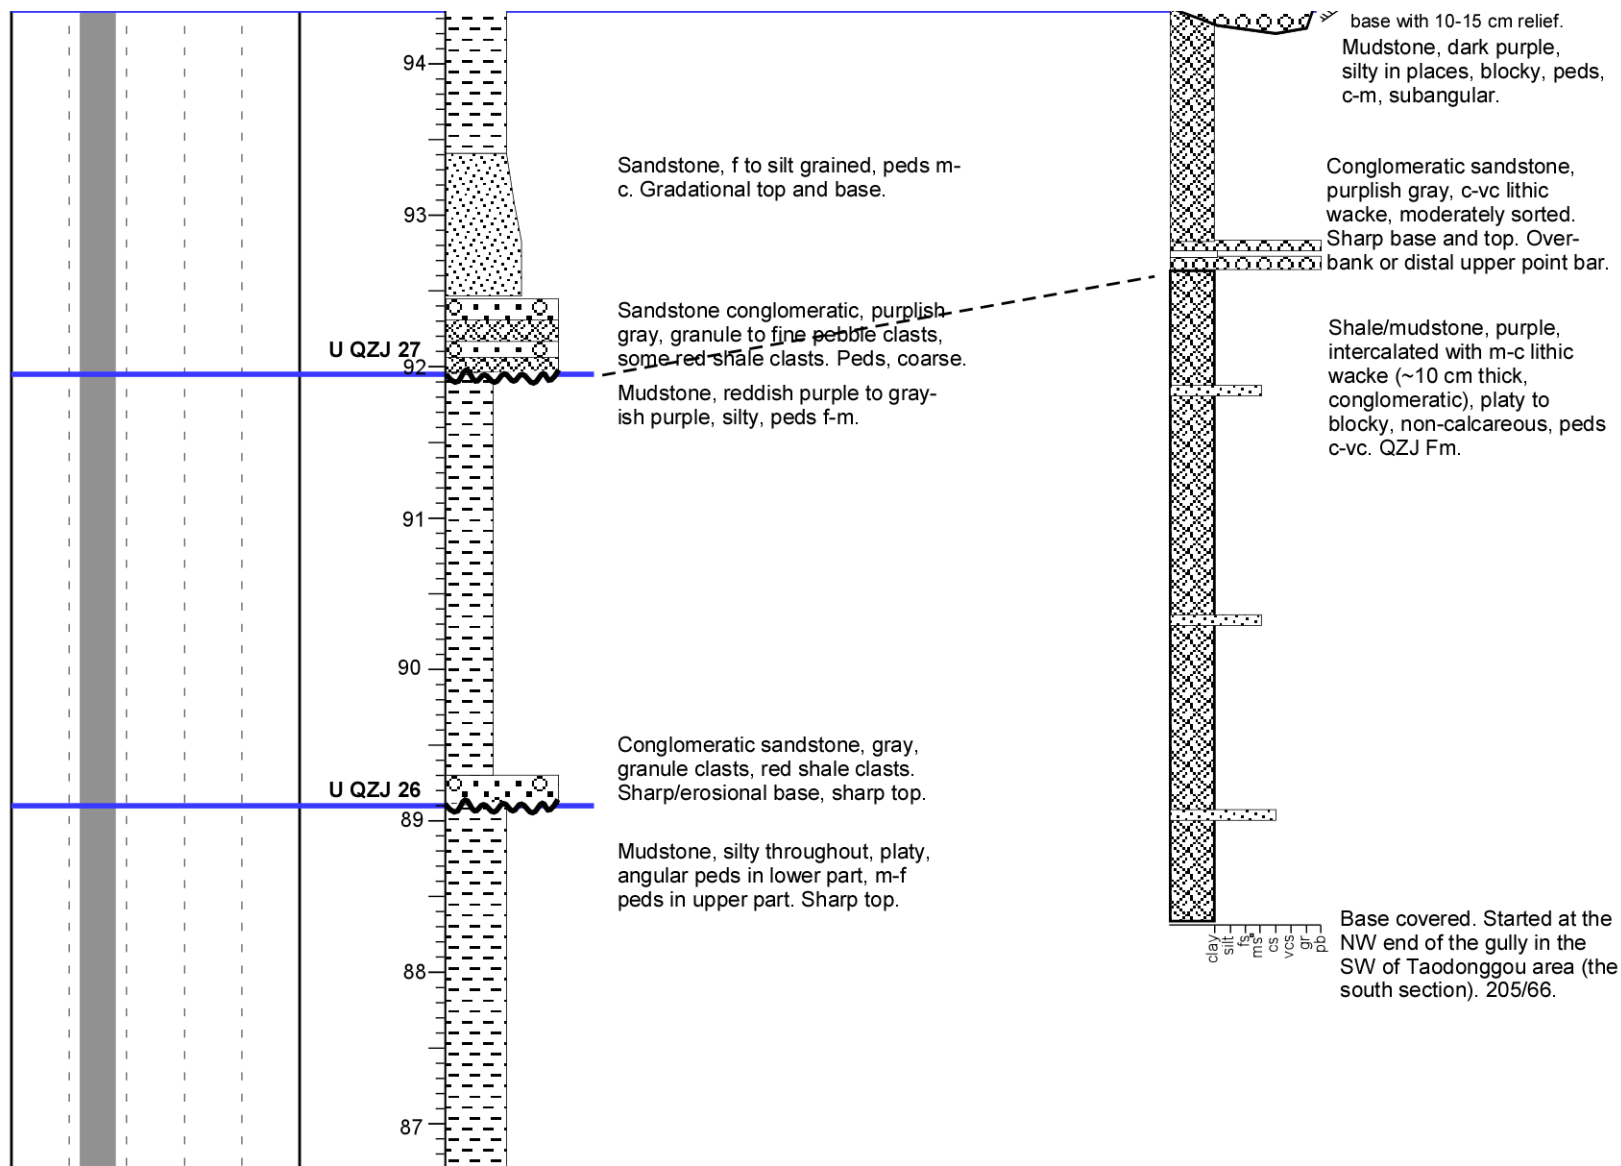 base with 10-15 cm relief.
Mudstone, dark purple,
silty in places, blocky, peds,
c-m, subangular.
94
Sandstone, f to silt grained, peds m-
c. Gradational top and base.
93
Conglomeratic sandstone,
purplish gray, c-vc lithic
wacke, moderately sorted.
Sharp base and top. Over-
bank or distal upper point bar.
Sandstone conglomeratic, purplish
gray, granule to fine pebble clasts,
some red shale clasts. Peds, coarse.
U QZJ 27
92
Mudstone, reddish purple to gray-
ish purple, silty, peds f-m.
Shale/mudstone, purple,
intercalated with m-c lithic
wacke (~10 cm thick,
conglomeratic), platy to
blocky, non-calcareous, peds
c-vc. QZJ Fm.
91
90
Conglomeratic sandstone, gray,
granule clasts, red shale clasts.
Sharp/erosional base, sharp top.
U QZJ 26
89
Mudstone, silty throughout, platy,
angular peds in lower part, m-f
peds in upper part. Sharp top.
clay
silt
fs
ms
cs
vcs
gr
pb
Base covered. Started at the
NW end of the gully in the
SW of Taodonggou area (the
south section). 205/66.
88
87